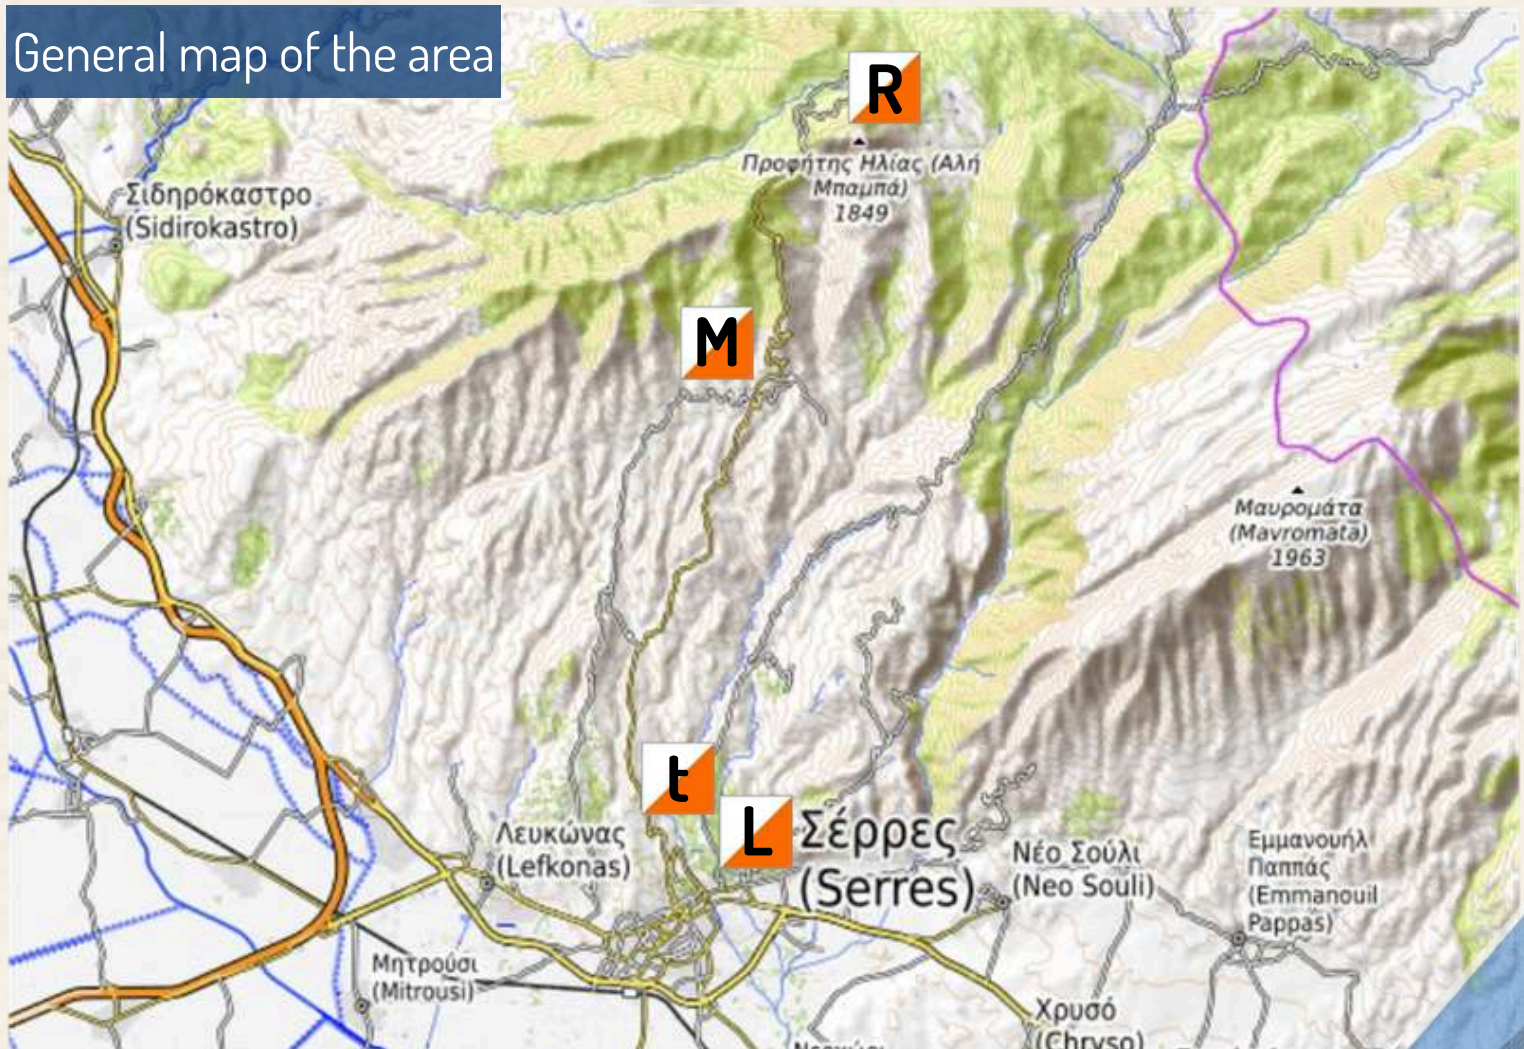 General map of the area
R
Προφήτης Ηλίας (Αλή
Μπαμπά)
1849
Σιδηρόκαστρο
(Sidirokastro)
M
Μαυρομάτα
(Mavromata)
1963
t
L
Σέρρες
(Serres)
Λευκώνας
(Lefkonas)
Νέο Σούλι
(Neo Souli)
Εμμανουήλ
Παππάς
(Emmanouil
Pappas)
Μητρούσι
(Mitrousi)
Χρυσό
(Chryso)